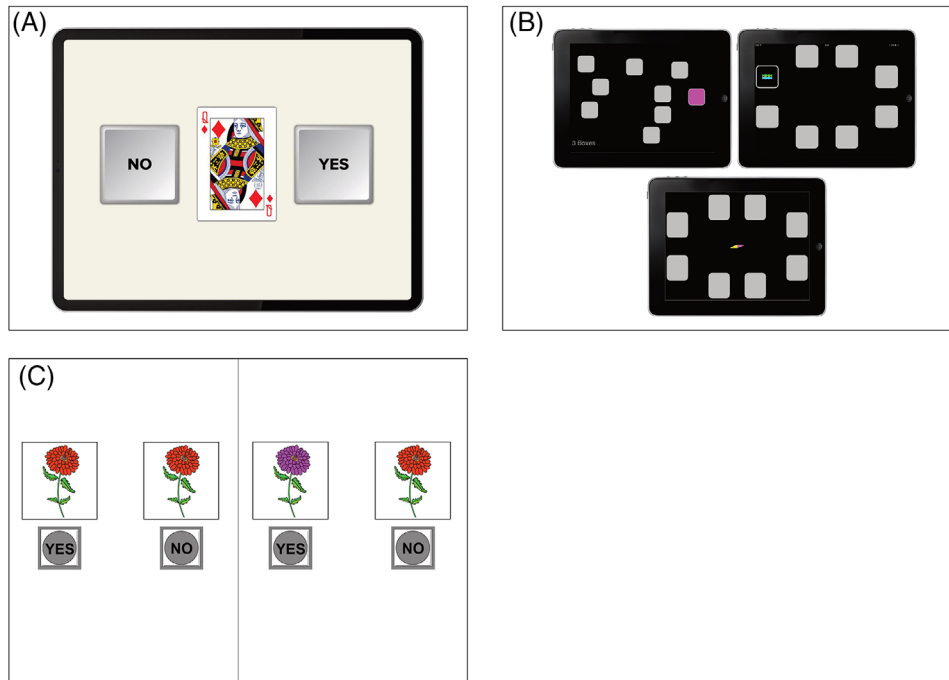 (A)
NO
Q
YES
Q
(B)
3 Boxes
(C)
YES
NO
YES
NO